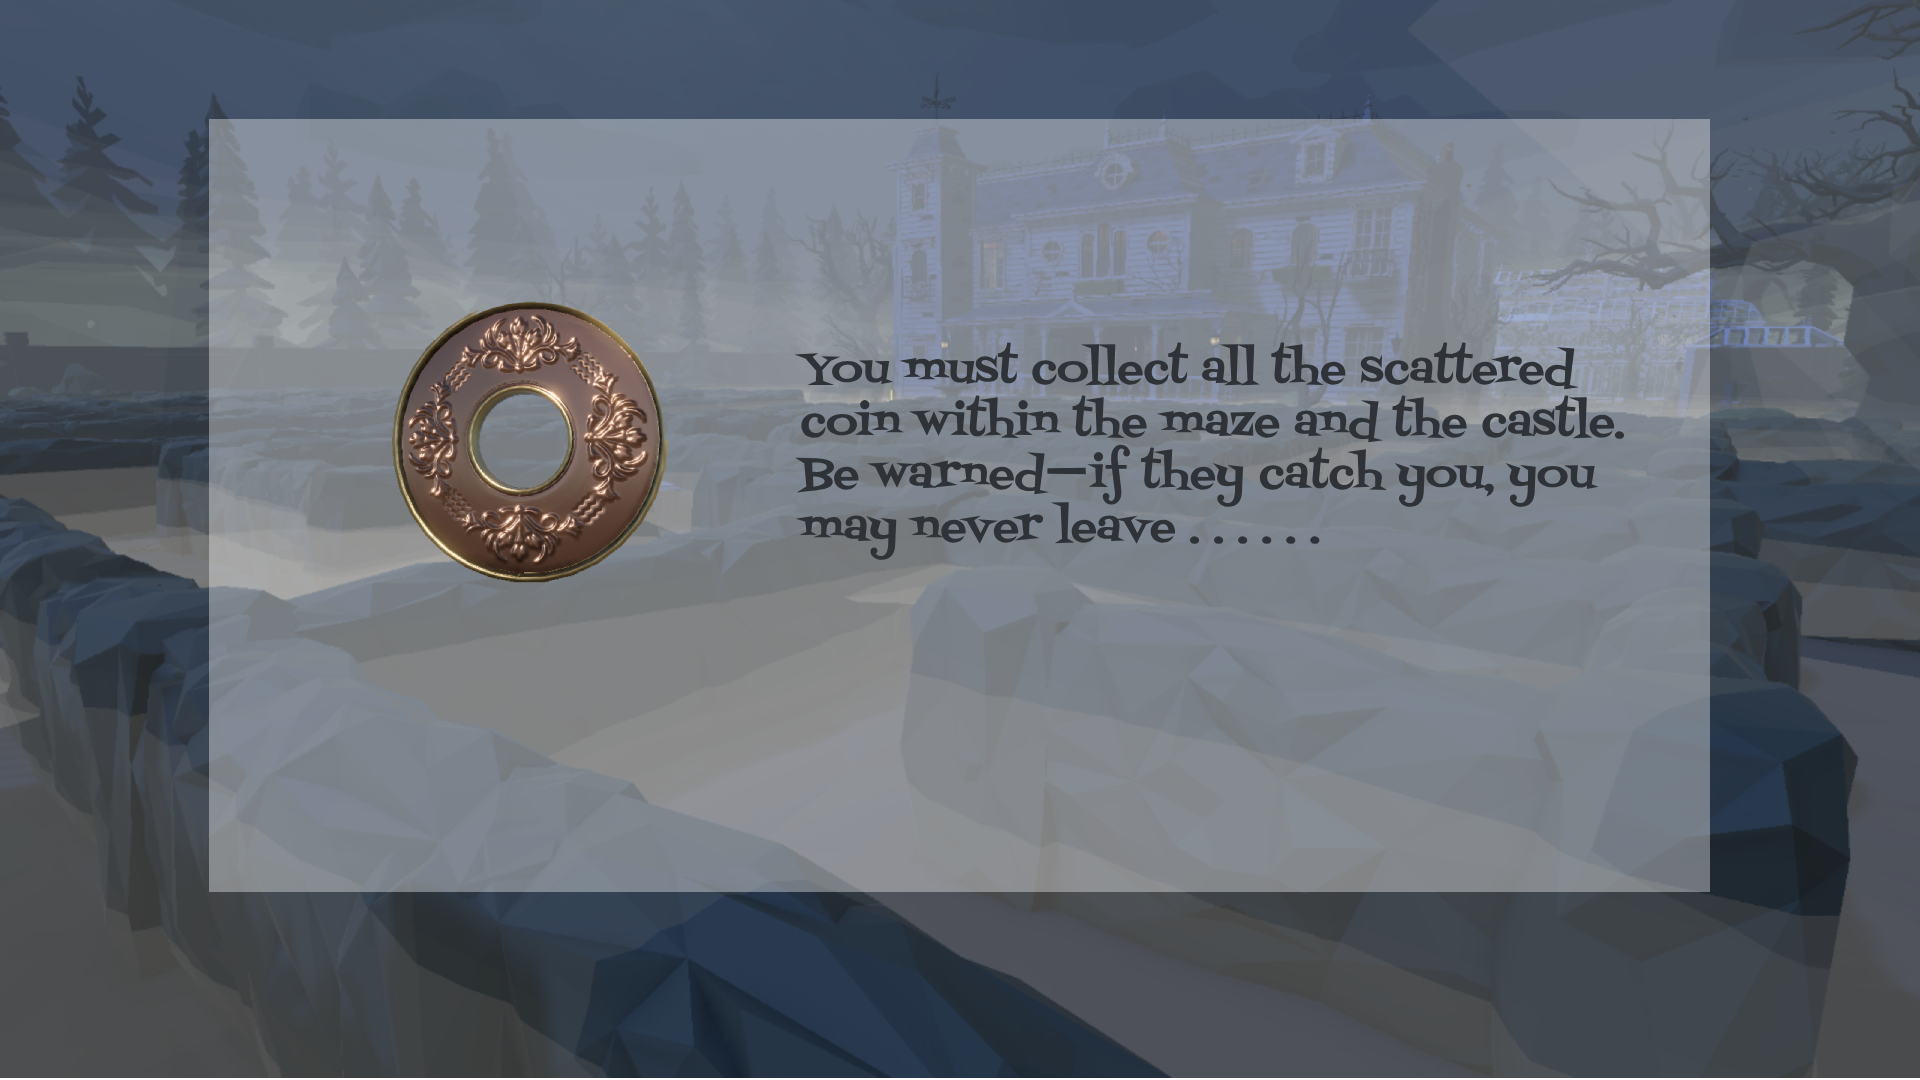 You must collect all the scattered
coin within the maze and the castle.
Be warned—if they catch you, you
may never leave . . . . . .